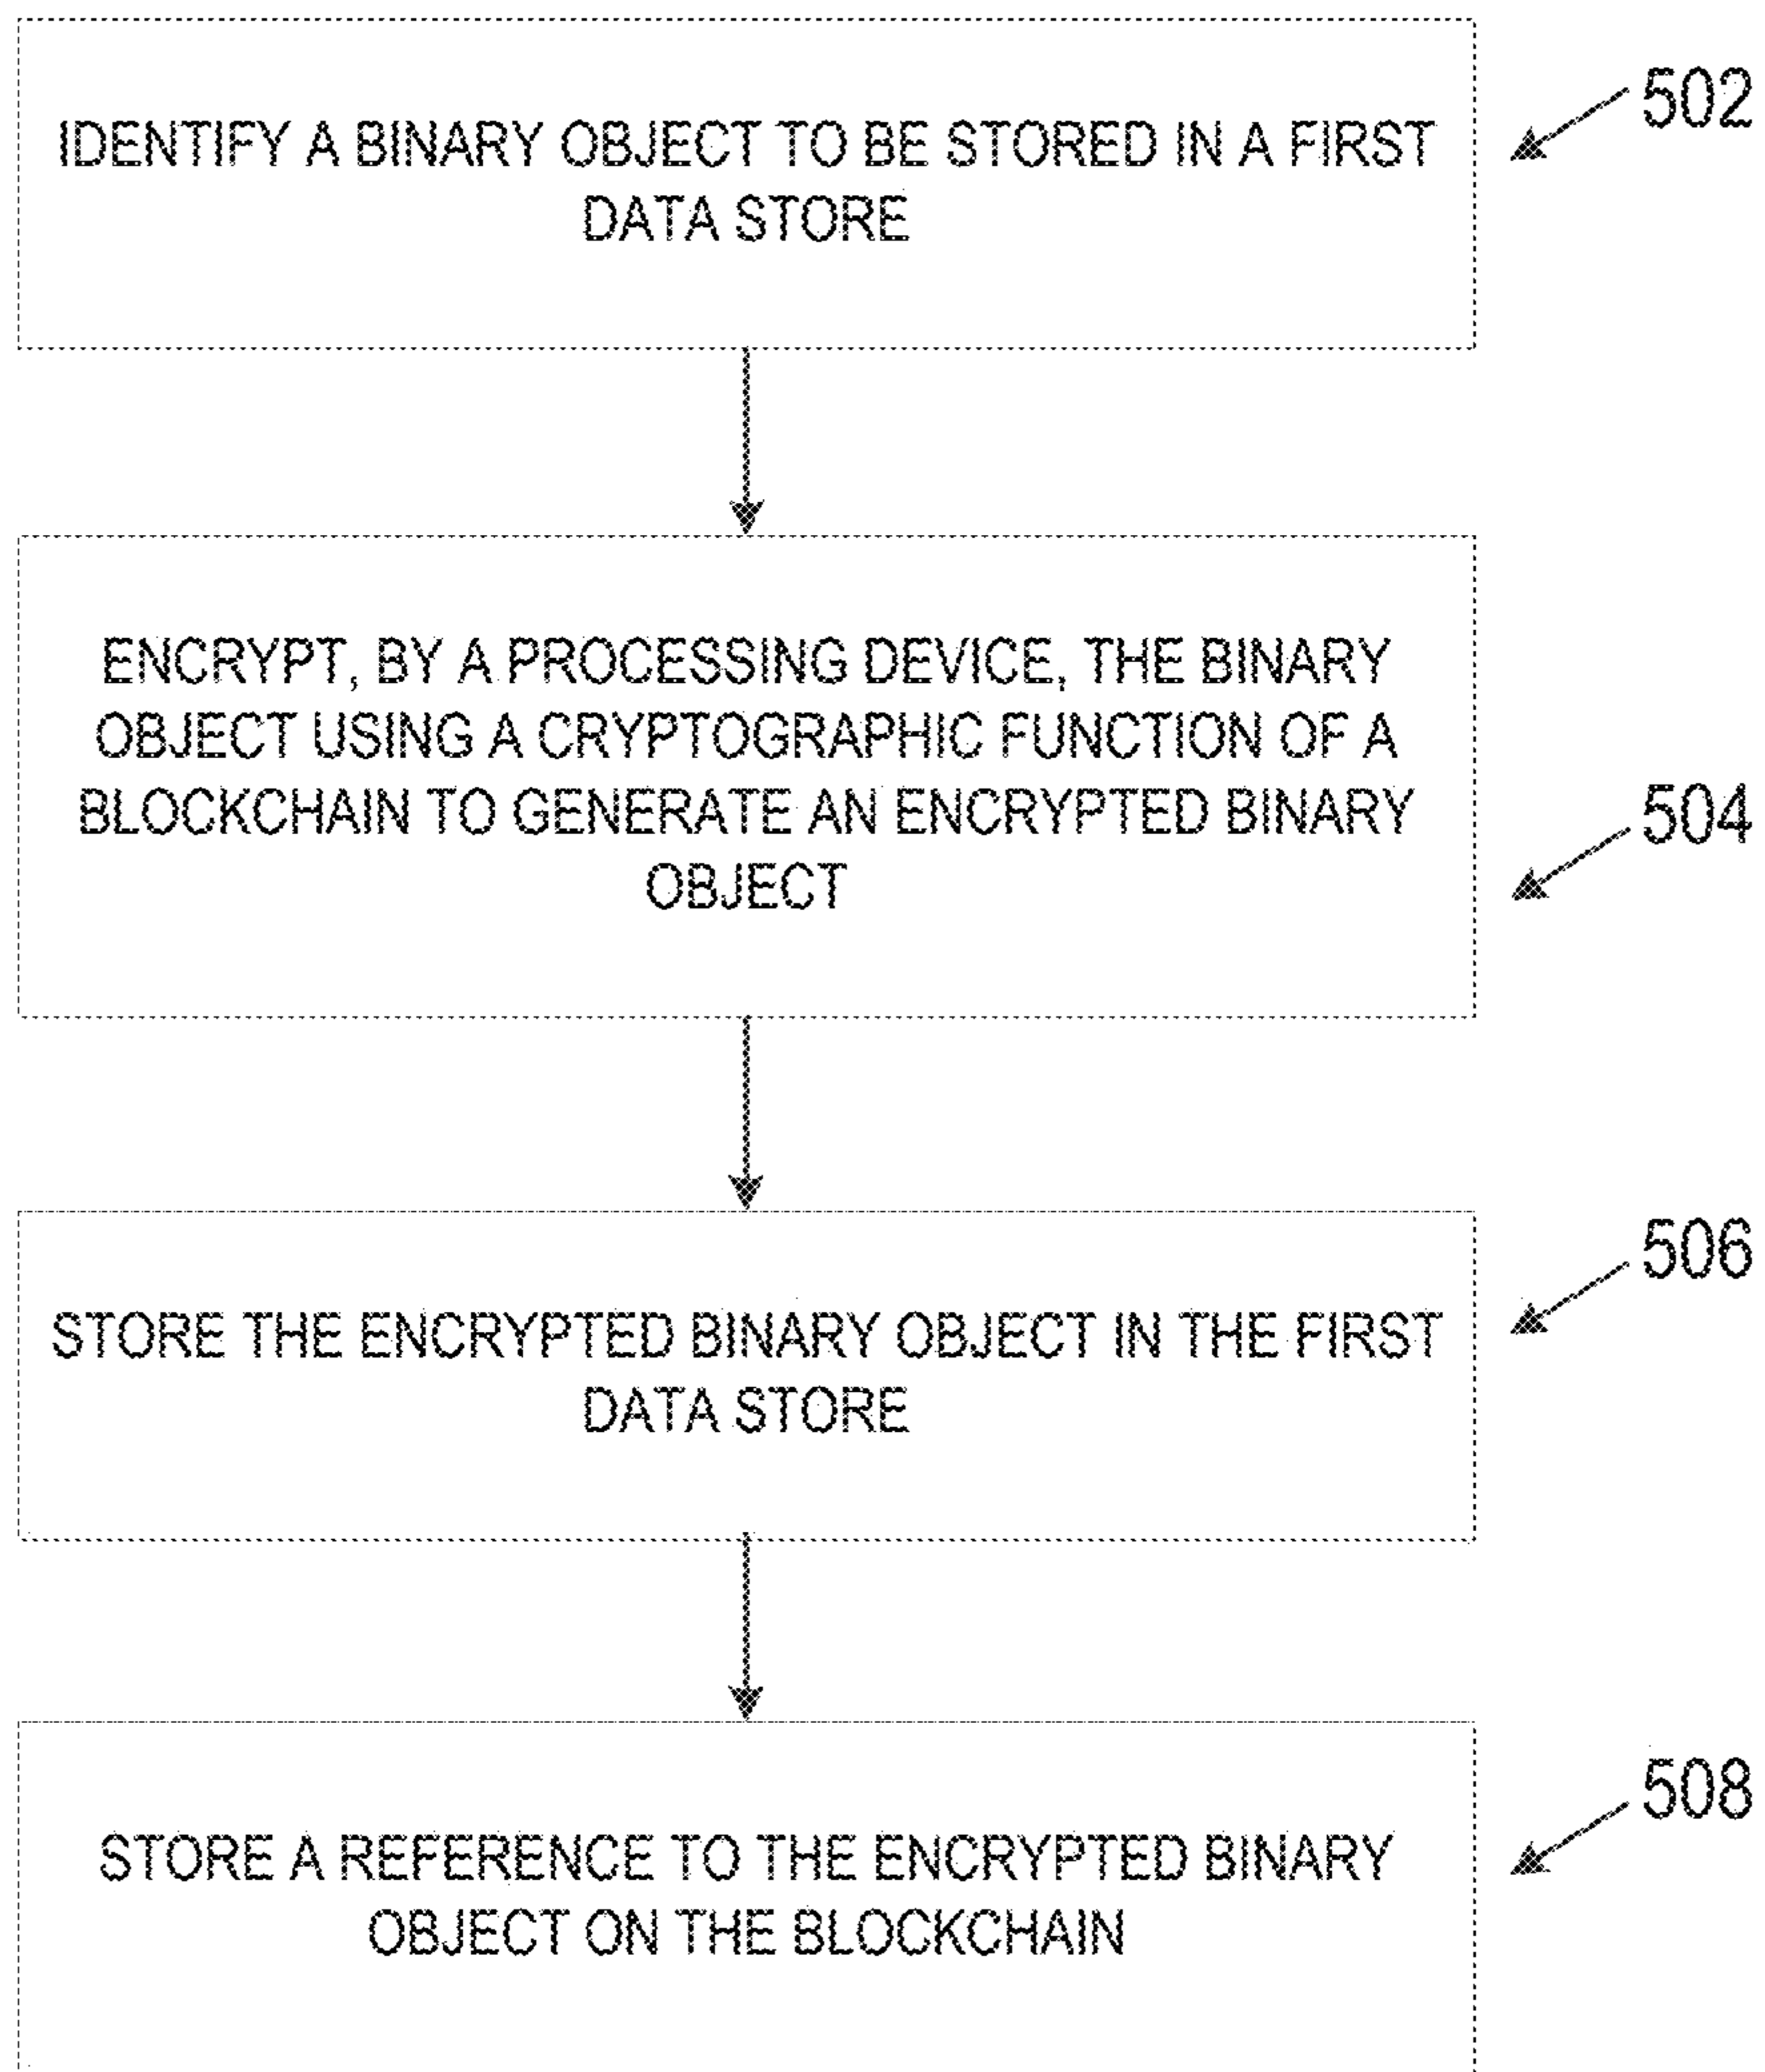 IDENTIFY A BINARY OBJECT TO BE STORED IN A FIRST
DATA STORE
502
ENCRYPT, BY A PROCESSING DEVICE, THE BINARY
OBJECT USING A CRYPTOGRAPHIC FUNCTION OF A
BLOCKCHAIN TO GENERATE AN ENCRYPTED BINARY
OBJECT
504
STORE THE ENCRYPTED BINARY OBJECT IN THE FIRST
DATA STORE
506
STORE A REFERENCE TO THE ENCRYPTED BINARY
OBJECT ON THE BLOCKCHAIN
508